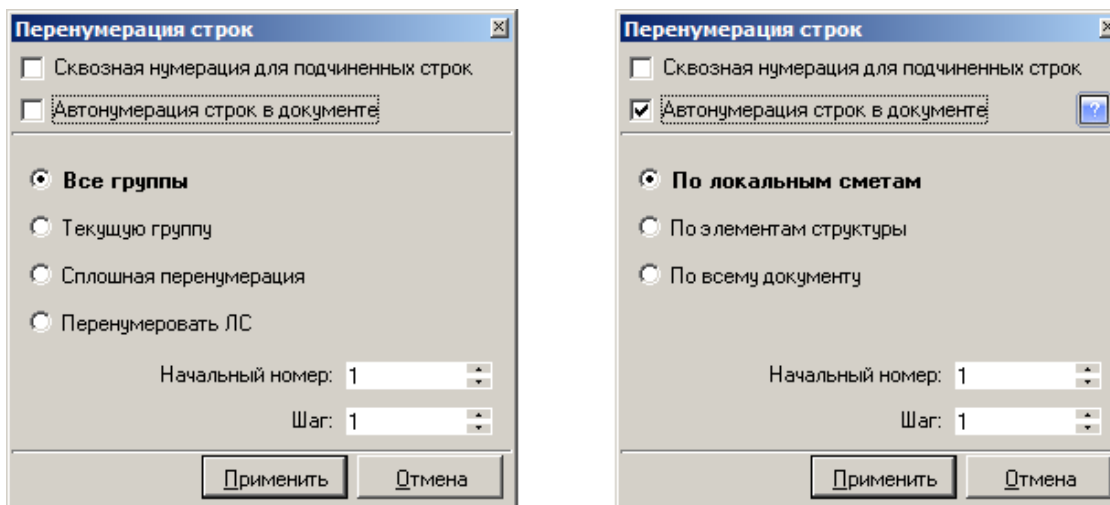 Перенумерация строк
Сквозная нумерация для подчиненных строк
Автонумерация строк в документе
Все группы
Текущую группу
Сплошная перенумерация
Перенумеровать ЛС
Начальный номер: 1
Шаг: 1
Применить Отмена
Перенумерация строк
Сквозная нумерация для подчиненных строк
Автонумерация строк в документе ?
По локальным сметам
По элементам структуры
По всему документу
Начальный номер: 1
Шаг: 1
Применить Отмена